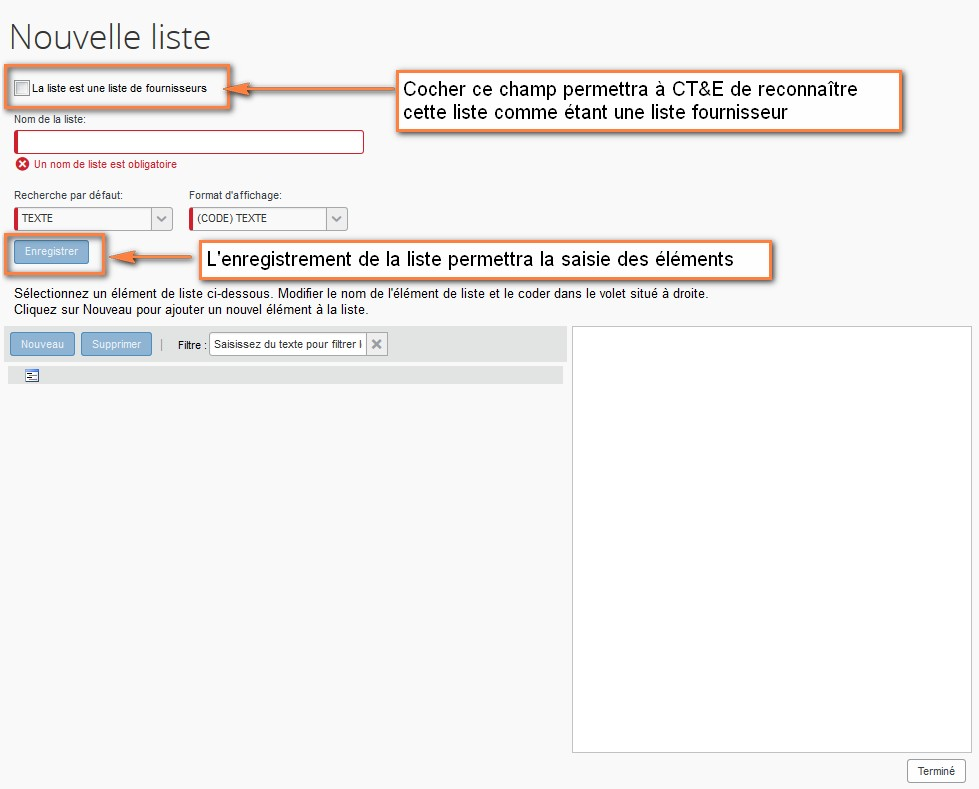 Nouvelle liste
La liste est une liste de fournisseurs
Cocher ce champ permettra à CT&E de reconnaître
cette liste comme étant une liste fournisseur
Nom de la liste:
Un nom de liste est obligatoire
Recherche par défaut:
Format d'affichage:
TEXTE
(CODE) TEXTE
Enregistrer
L'enregistrement de la liste permettra la saisie des éléments
Sélectionnez un élément de liste ci-dessous. Modifier le nom de l'élément de liste et le coder dans le volet situé à droite.
Cliquez sur Nouveau pour ajouter un nouvel élément à la liste.
Nouveau
Supprimer
Filtre :
Saisissez du texte pour filtrer l
Terminé